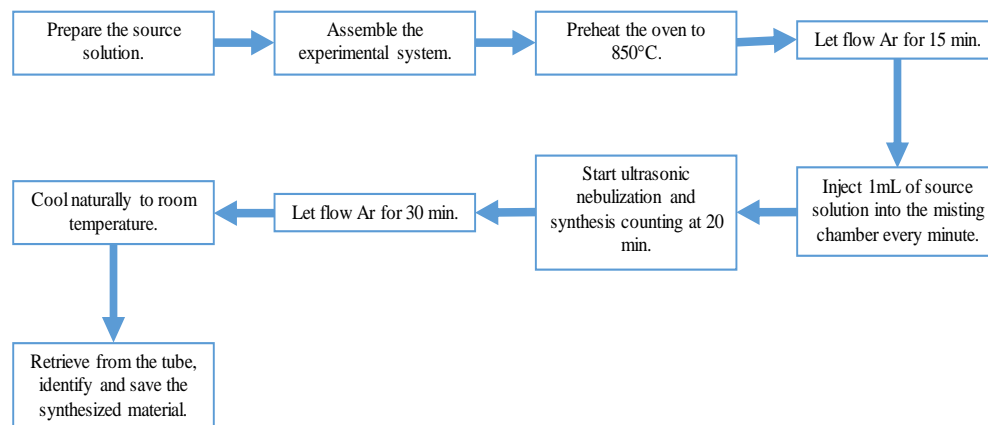 Prepare the source
solution.
Assemble the
experimental system.
Preheat the oven to
850°C.
Let flow Ar for 15 min.
Inject 1mL of source
solution into the misting
chamber every minute.
Start ultrasonic
nebulization and
synthesis counting at 20
min.
Let flow Ar for 30 min.
Cool naturally to room
temperature.
Retrieve from the tube,
identify and save the
synthesized material.